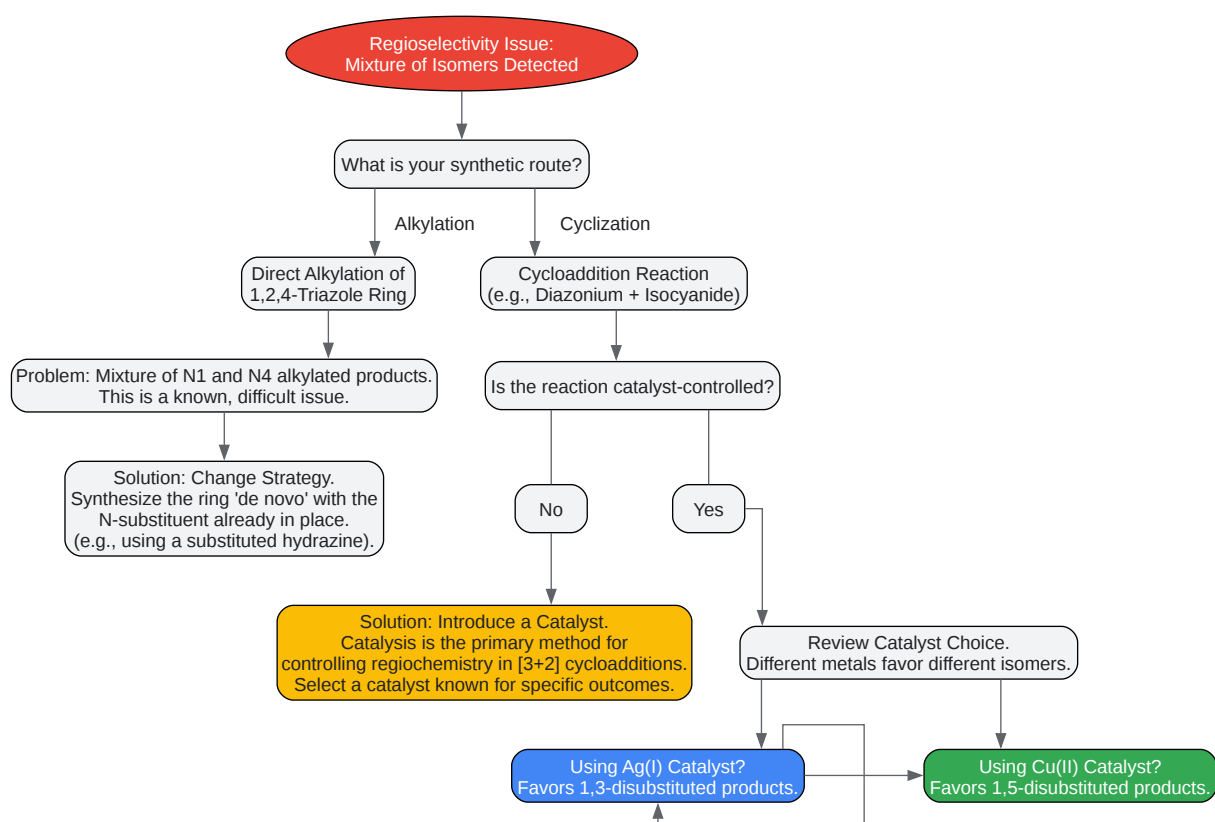 Regioselectivity Issue:
Mixture of Isomers Detected
What is your synthetic route?
Alkylation
Cyclization
Direct Alkylation of
1,2,4-Triazole Ring
Cycloaddition Reaction
(e.g., Diazonium + Isocyanide)
Problem: Mixture of N1 and N4 alkylated products.
This is a known, difficult issue.
Is the reaction catalyst-controlled?
Solution: Change Strategy.
Synthesize the ring 'de novo' with the
N-substituent already in place.
(e.g., using a substituted hydrazine).
No
Yes
Solution: Introduce a Catalyst.
Catalysis is the primary method for
controlling regiochemistry in [3+2] cycloadditions.
Select a catalyst known for specific outcomes.
Review Catalyst Choice.
Different metals favor different isomers.
Using Ag(I) Catalyst?
Favors 1,3-disubstituted products.
Using Cu(II) Catalyst?
Favors 1,5-disubstituted products.